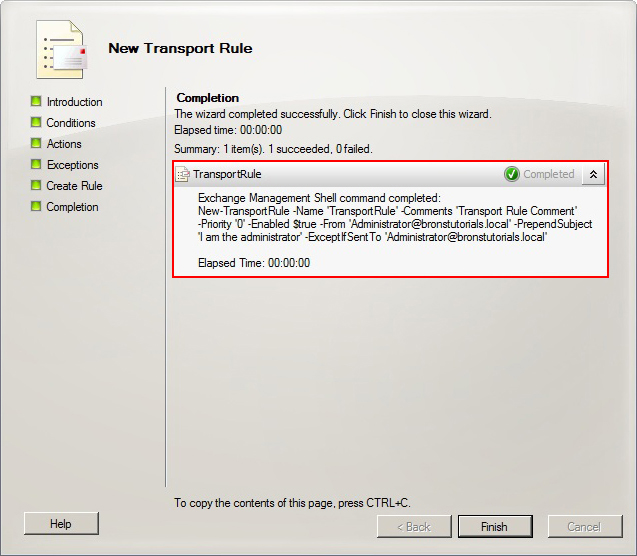 New Transport Rule
Introduction
Conditions
Actions
Exceptions
Create Rule
Completion
Completion
The wizard completed successfully. Click Finish to close this wizard.
Elapsed time: 00:00:00
Summary: 1 item(s). 1 succeeded, 0 failed.
TransportRule Completed
Exchange Management Shell command completed:
New-TransportRule -Name 'TransportRule' -Comments 'Transport Rule Comment'
-Priority '0' -Enabled $true -From 'Administrator@bronstutorials.local' -PrependSubject
'I am the administrator' -ExceptIfSentTo 'Administrator@bronstutorials.local'
Elapsed Time: 00:00:00
To copy the contents of this page, press CTRL+C.
Help < Back Finish Cancel